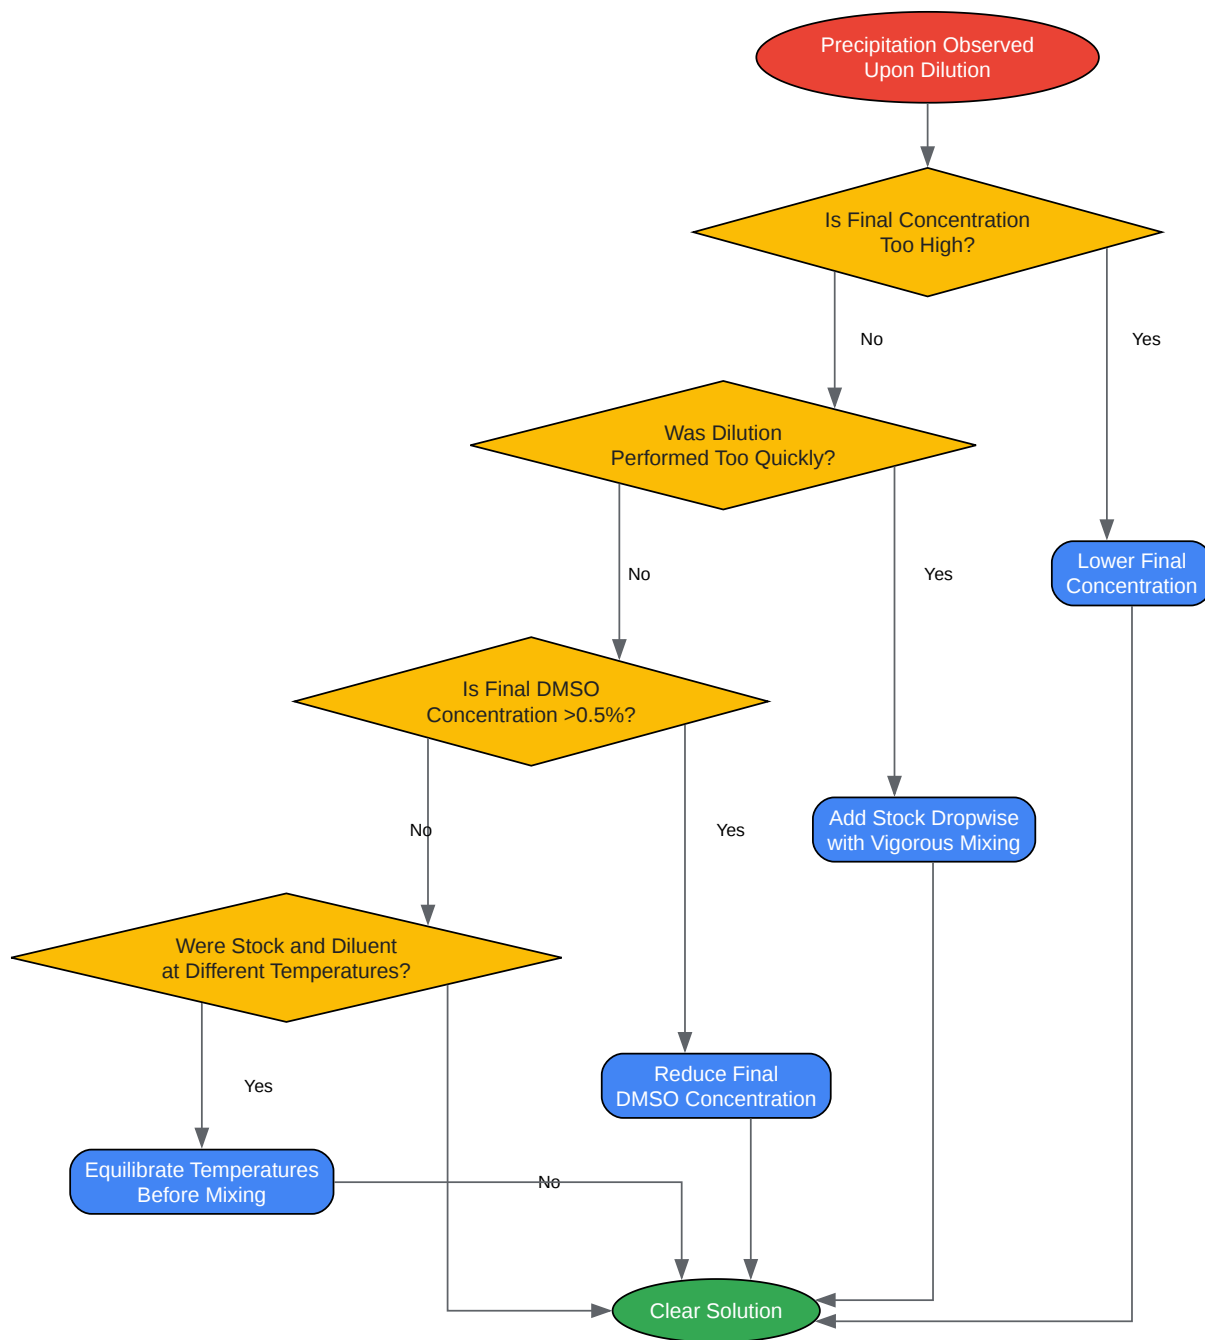 Precipitation Observed
Upon Dilution
Is Final Concentration
Too High?
No
Yes
Was Dilution
Performed Too Quickly?
Lower Final
Concentration
No
Yes
Is Final DMSO
Concentration >0.5%?
Add Stock Dropwise
with Vigorous Mixing
No
Yes
Were Stock and Diluent
at Different Temperatures?
Reduce Final
DMSO Concentration
Yes
Equilibrate Temperatures
Before Mixing
No
Clear Solution